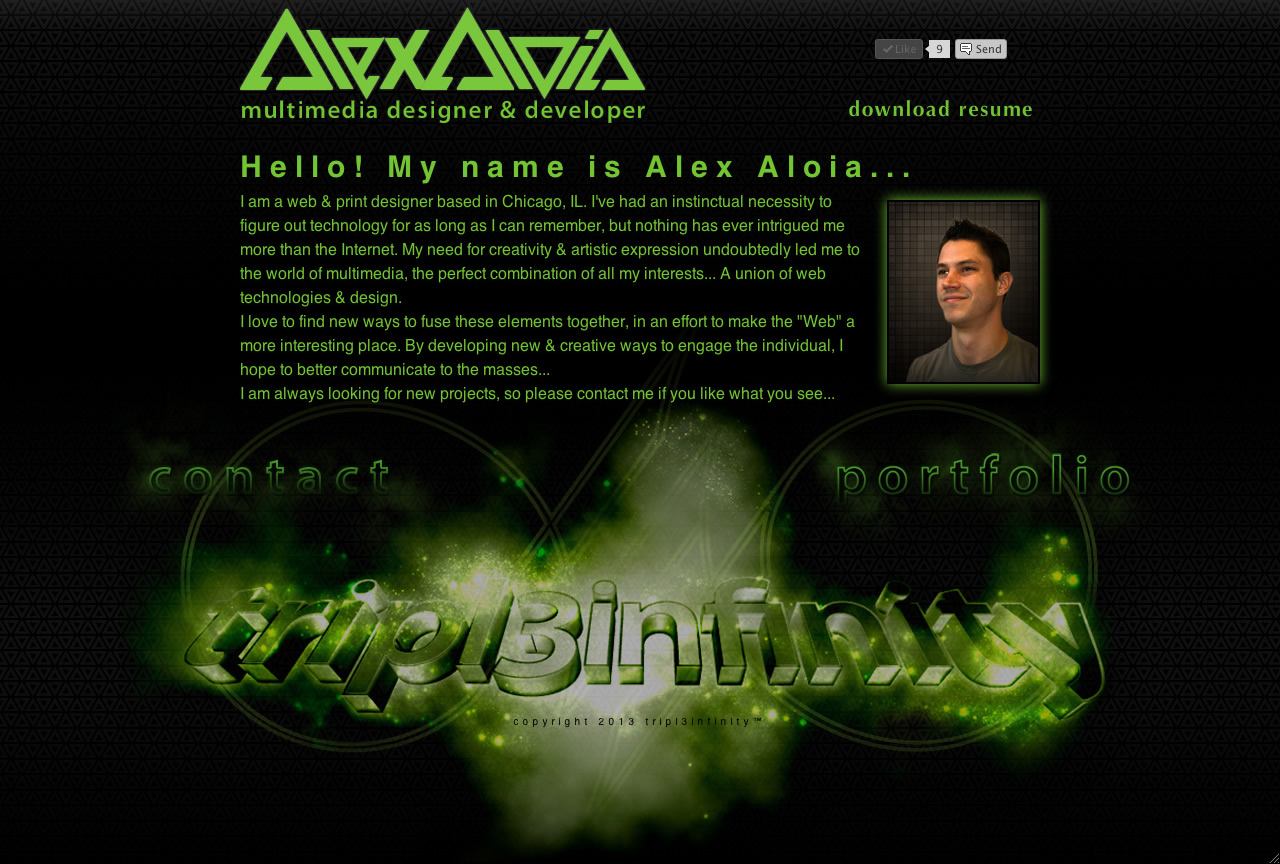 AlexAloia
multimedia designer & developer
Like 9 Send
download resume
Hello! My name is Alex Aloia...
I am a web & print designer based in Chicago, IL. I've had an instinctual necessity to
figure out technology for as long as I can remember, but nothing has ever intrigued me
more than the Internet. My need for creativity & artistic expression undoubtedly led me to
the world of multimedia, the perfect combination of all my interests... A union of web
technologies & design.
I love to find new ways to fuse these elements together, in an effort to make the "Web" a
more interesting place. By developing new & creative ways to engage the individual, I
hope to better communicate to the masses...
I am always looking for new projects, so please contact me if you like what you see...
contact
portfolio
tripl3infinity
copyright 2013 tripl3infinity™